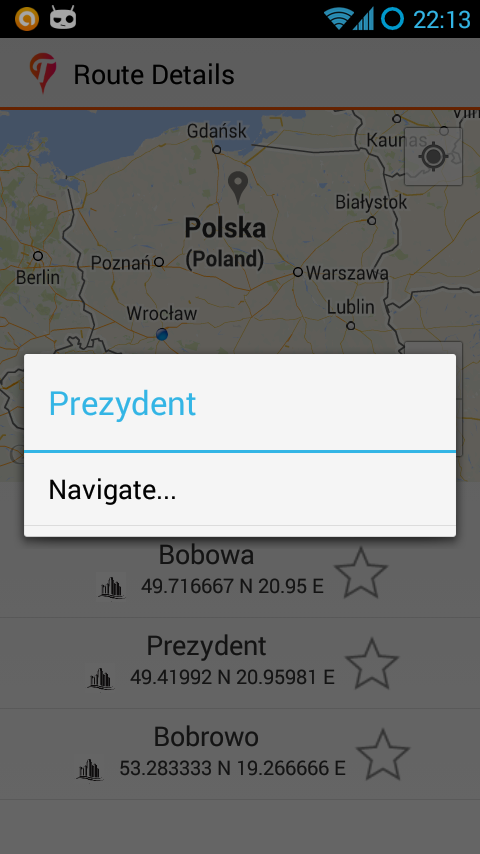 22:13
Route Details
Gdańsk
Kaunas
Białystok
Polska
(Poland)
Poznań
Warszawa
Berlin
Lublin
Wrocław
Prezydent
Navigate...
Bobowa
49.716667 N 20.95 E
Prezydent
49.41992 N 20.95981 E
Bobrowo
53.283333 N 19.266666 E